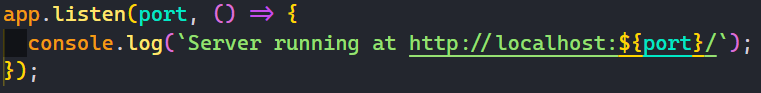 app.listen(port, () => {
  console.log(`Server running at http://localhost:${port}/`);
});